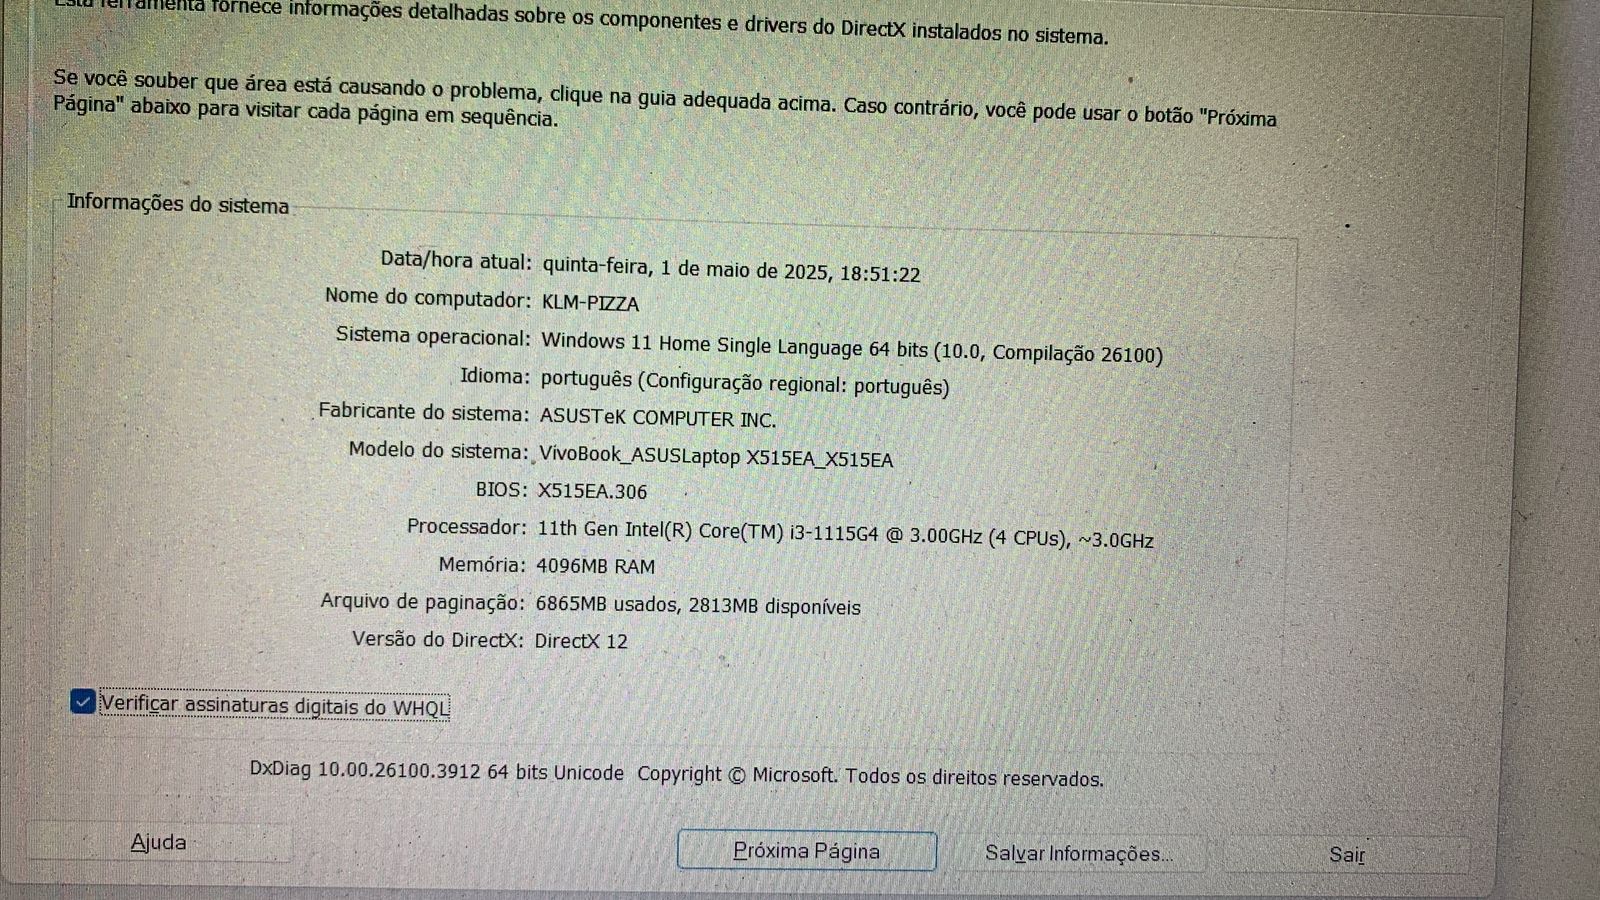 Esta ferramenta fornece informações detalhadas sobre os componentes e drivers do DirectX instalados no sistema.
Se você souber que área está causando o problema, clique na guia adequada acima. Caso contrário, você pode usar o botão "Próxima
Página" abaixo para visitar cada página em sequência.
Informações do sistema
Data/hora atual: quinta-feira, 1 de maio de 2025, 18:51:22
Nome do computador: KLM-PIZZA
Sistema operacional: Windows 11 Home Single Language 64 bits (10.0, Compilação 26100)
Idioma: português (Configuração regional: português)
Fabricante do sistema: ASUSTeK COMPUTER INC.
Modelo do sistema: VivoBook_ASUSLaptop X515EA_X515EA
BIOS: X515EA.306
Processador: 11th Gen Intel(R) Core(TM) i3-1115G4 @ 3.00GHz (4 CPUs), ~3.0GHz
Memória: 4096MB RAM
Arquivo de paginação: 6865MB usados, 2813MB disponíveis
Versão do DirectX: DirectX 12
Verificar assinaturas digitais do WHQL
DxDiag 10.00.26100.3912 64 bits Unicode Copyright © Microsoft. Todos os direitos reservados.
Ajuda
Próxima Página
Salvar Informações...
Sair